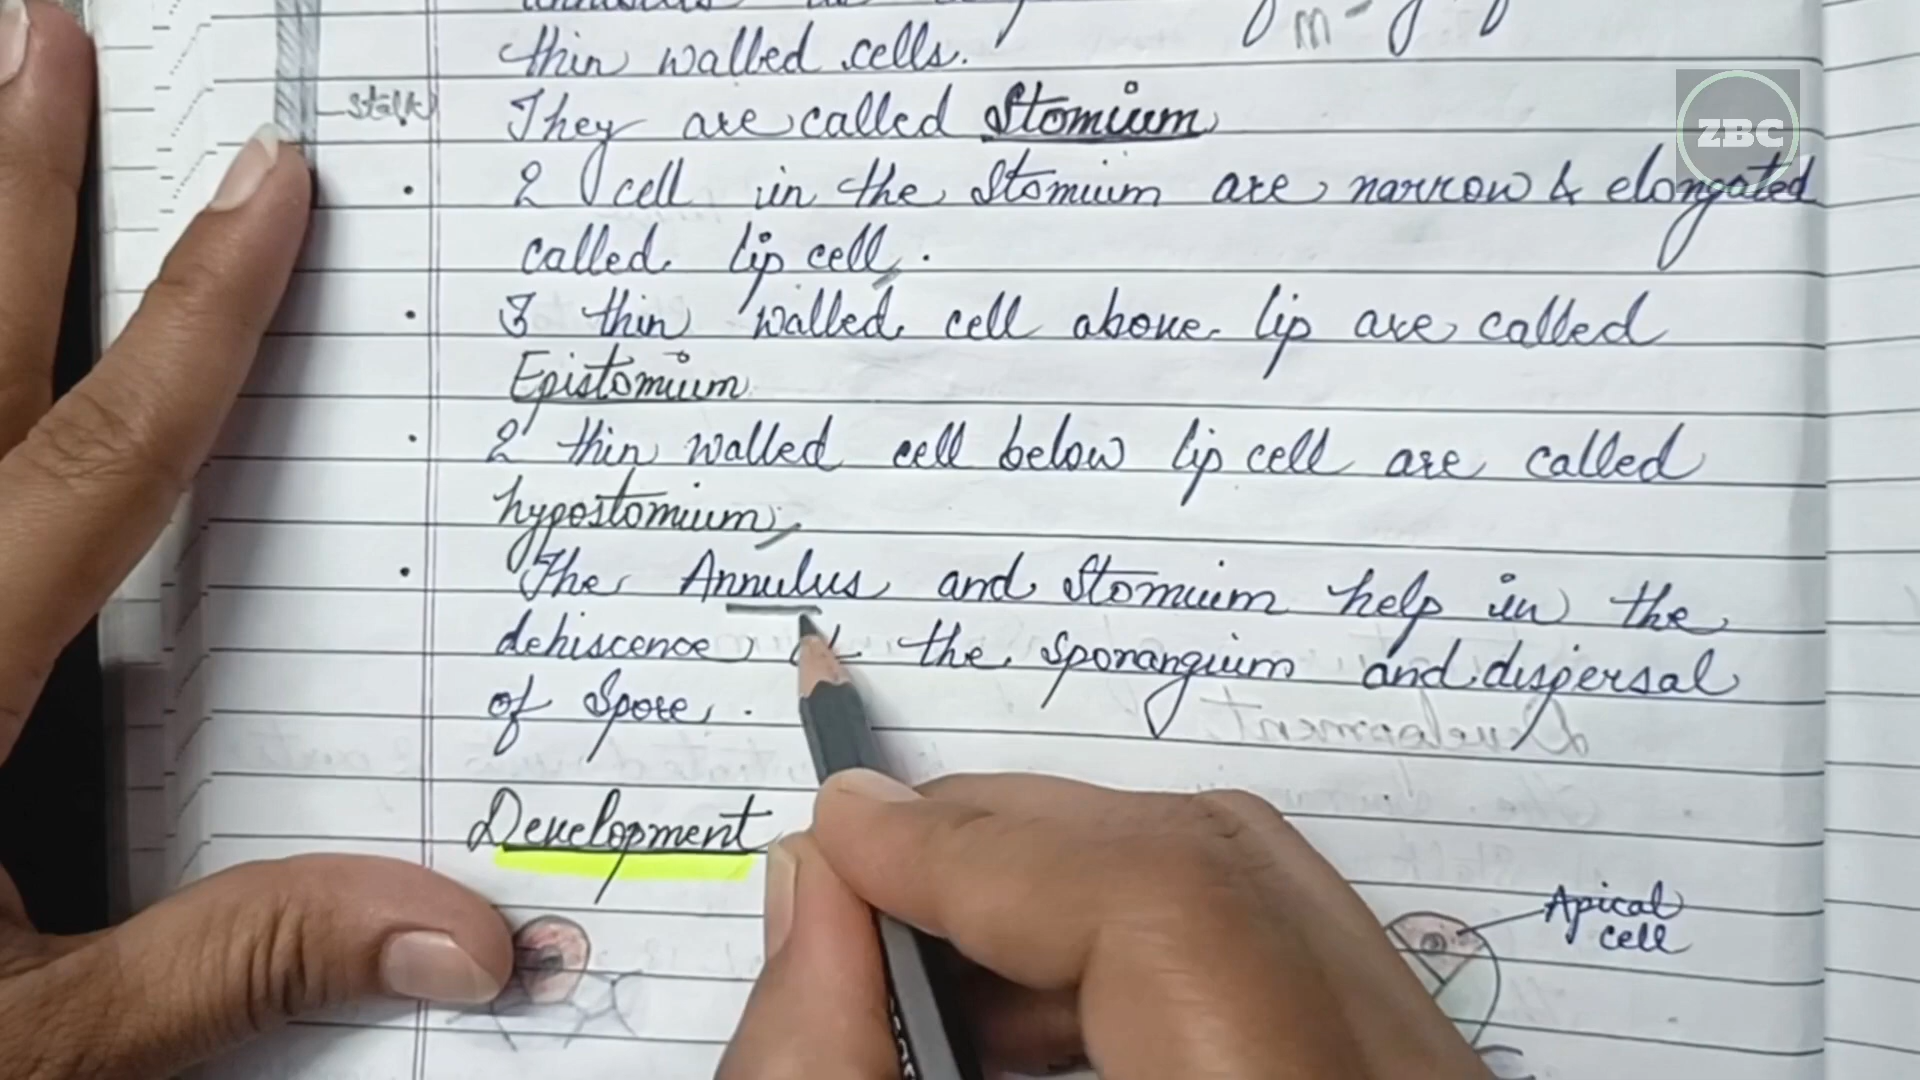 thin walled cells.
They are called Stomium
ZBC
stalk
2 cell in the Stomium are narrow & elongated
called lip cell.
3 thin walled cell above lip are called
Epistomium
2 thin walled cell below lip cell are called
hypostomium,
The Annulus and Stomium help in the
dehiscence the sporangium and dispersal
of Spore.
Development
Apical
cell